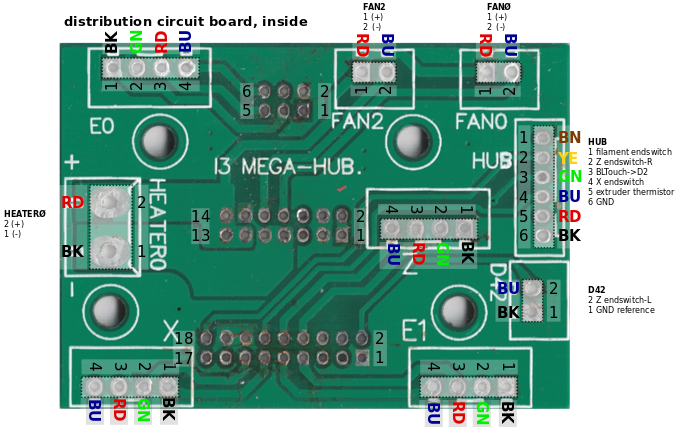 distribution circuit board, inside
FAN2
1 (+)
2 (-)
FANØ
1 (+)
2 (-)
BK GN RD BU
RD BU
RD BU
1 2 3 4
1 2
1 2
6 2
5 1
E0
FAN2
FAN0
I3 MEGA-HUB.
HUB
1 BN
2 YE
3 GN
4 BU
5 RD
6 BK
HUB
1 filament endswitch
2 Z endswitch-R
3 BLTouch->D2
4 X endswitch
5 extruder thermistor
6 GND
+
RD 2
BK 1
-
HEATER0
HEATERØ
2 (+)
1 (-)
14 2
13 1
4 3 2 1
BU RD GN BK
Z
D42
BU 2
BK 1
D42
2 Z endswitch-L
1 GND reference
X
18 2
17 1
E1
4 3 2 1
BU RD GN BK
4 3 2 1
BU RD GN BK